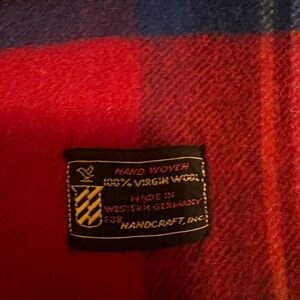 HAND WOVEN
100% VIRGIN WOOL
MADE IN
WESTERN GERMANY
FOR HANDCRAFT, INC